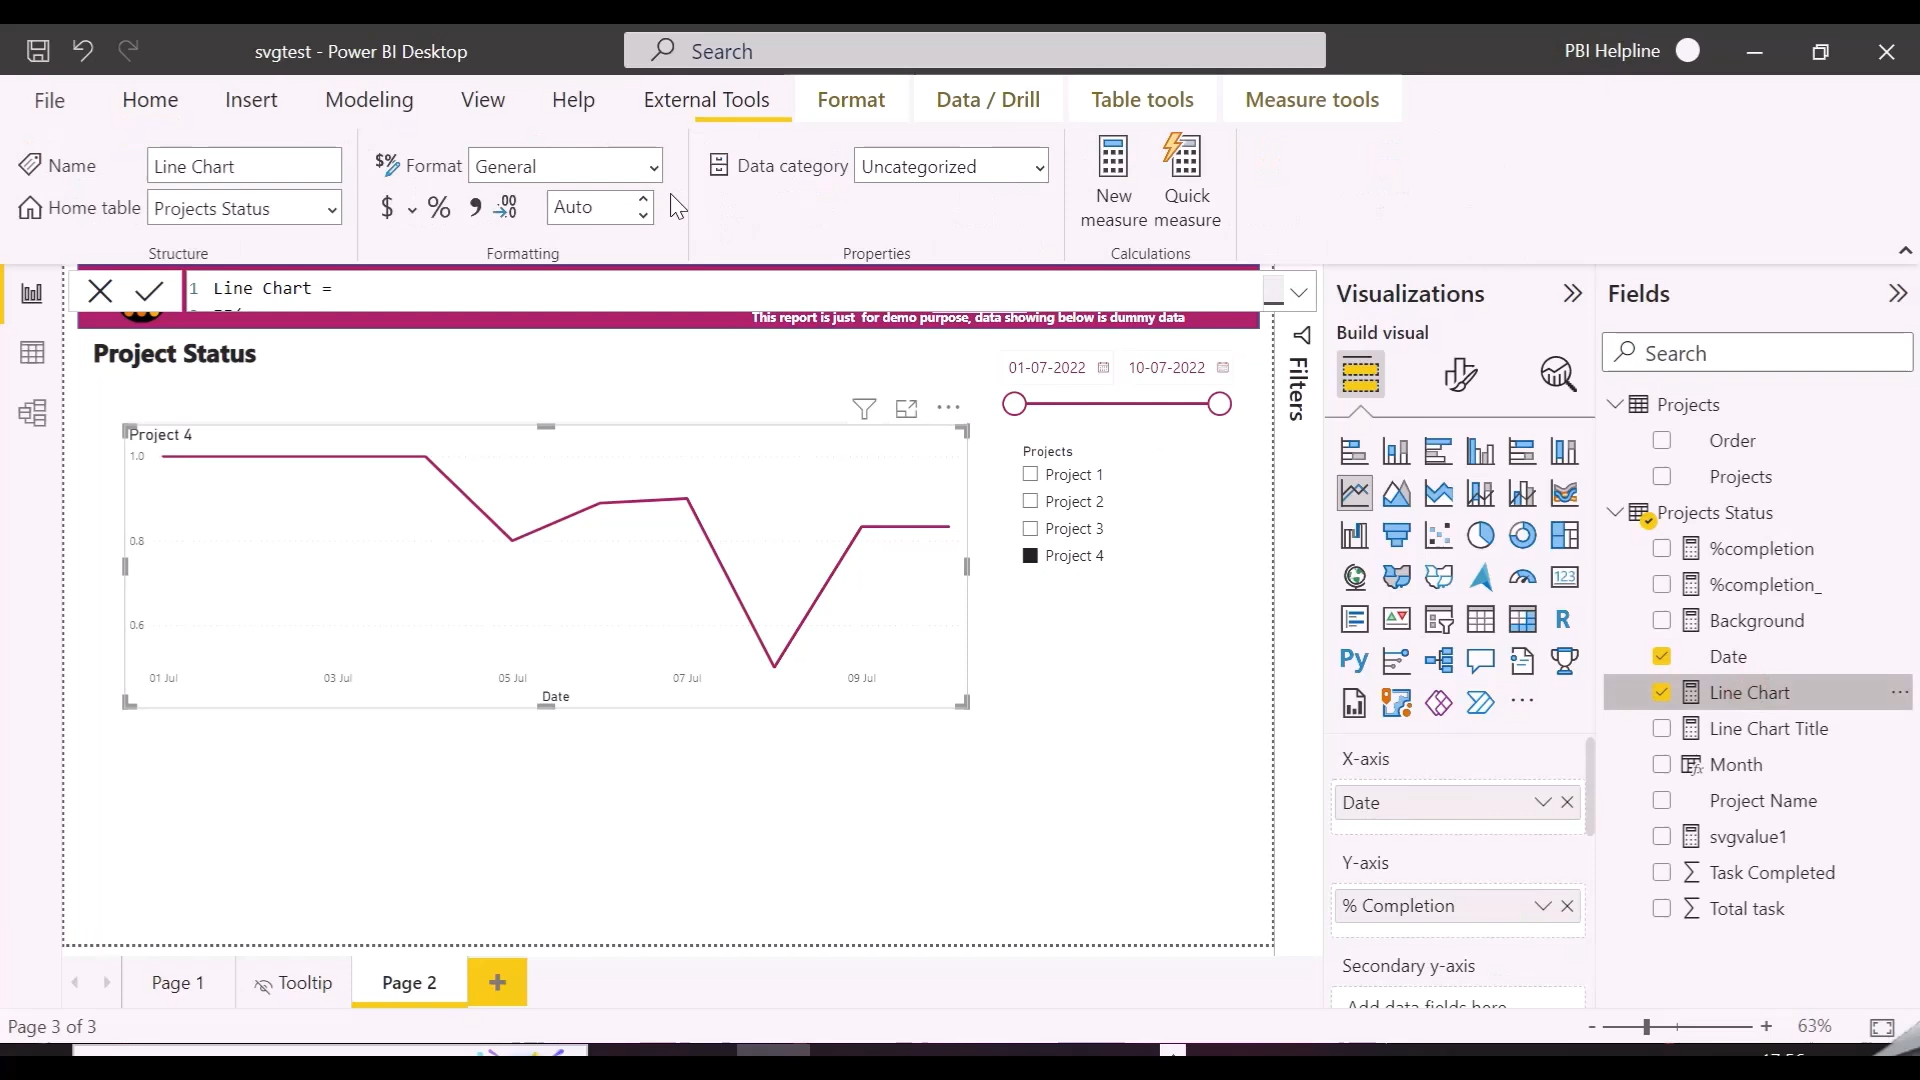 svgtest - Power BI Desktop
Search
PBI Helpline
File
Home
Insert
Modeling
View
Help
External Tools
Format
Data / Drill
Table tools
Measure tools
Name
Line Chart
Home table
Projects Status
Structure
$% Format
General
$ % , .00
Auto
Formatting
Data category
Uncategorized
Properties
New
measure
Quick
measure
Calculations
1 Line Chart =
This report is just for demo purpose, data showing below is dummy data
Project Status
01-07-2022
10-07-2022
Project 4
1.0
0.8
0.6
01 Jul
03 Jul
05 Jul
07 Jul
09 Jul
Date
Projects
Project 1
Project 2
Project 3
Project 4
Filters
Visualizations
Build visual
123
R
Py
X-axis
Date
Y-axis
% Completion
Secondary y-axis
Add data fields here
Fields
Search
Projects
Order
Projects
Projects Status
%completion
%completion_
Background
Date
Line Chart
Line Chart Title
Month
Project Name
svgvalue1
Task Completed
Total task
Page 1
Tooltip
Page 2
Page 3 of 3
63%